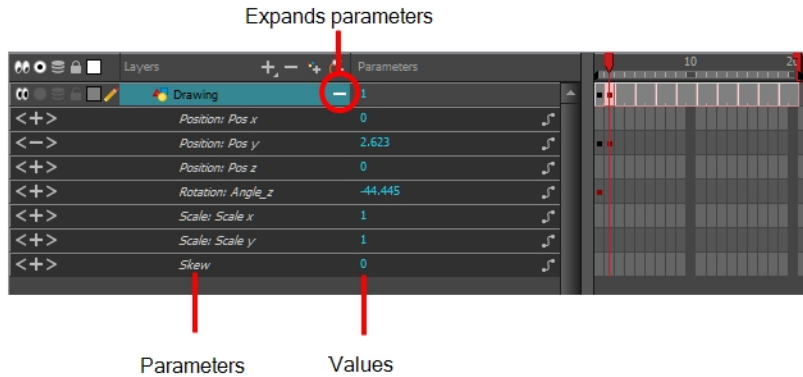 Expands parameters
Layers Parameters 10 20
Drawing 1
<+> Position: Pos x 0
<-> Position: Pos y 2.623
<+> Position: Pos z 0
<+> Rotation: Angle_z -44.445
<+> Scale: Scale x 1
<+> Scale: Scale y 1
<+> Skew 0
Parameters Values